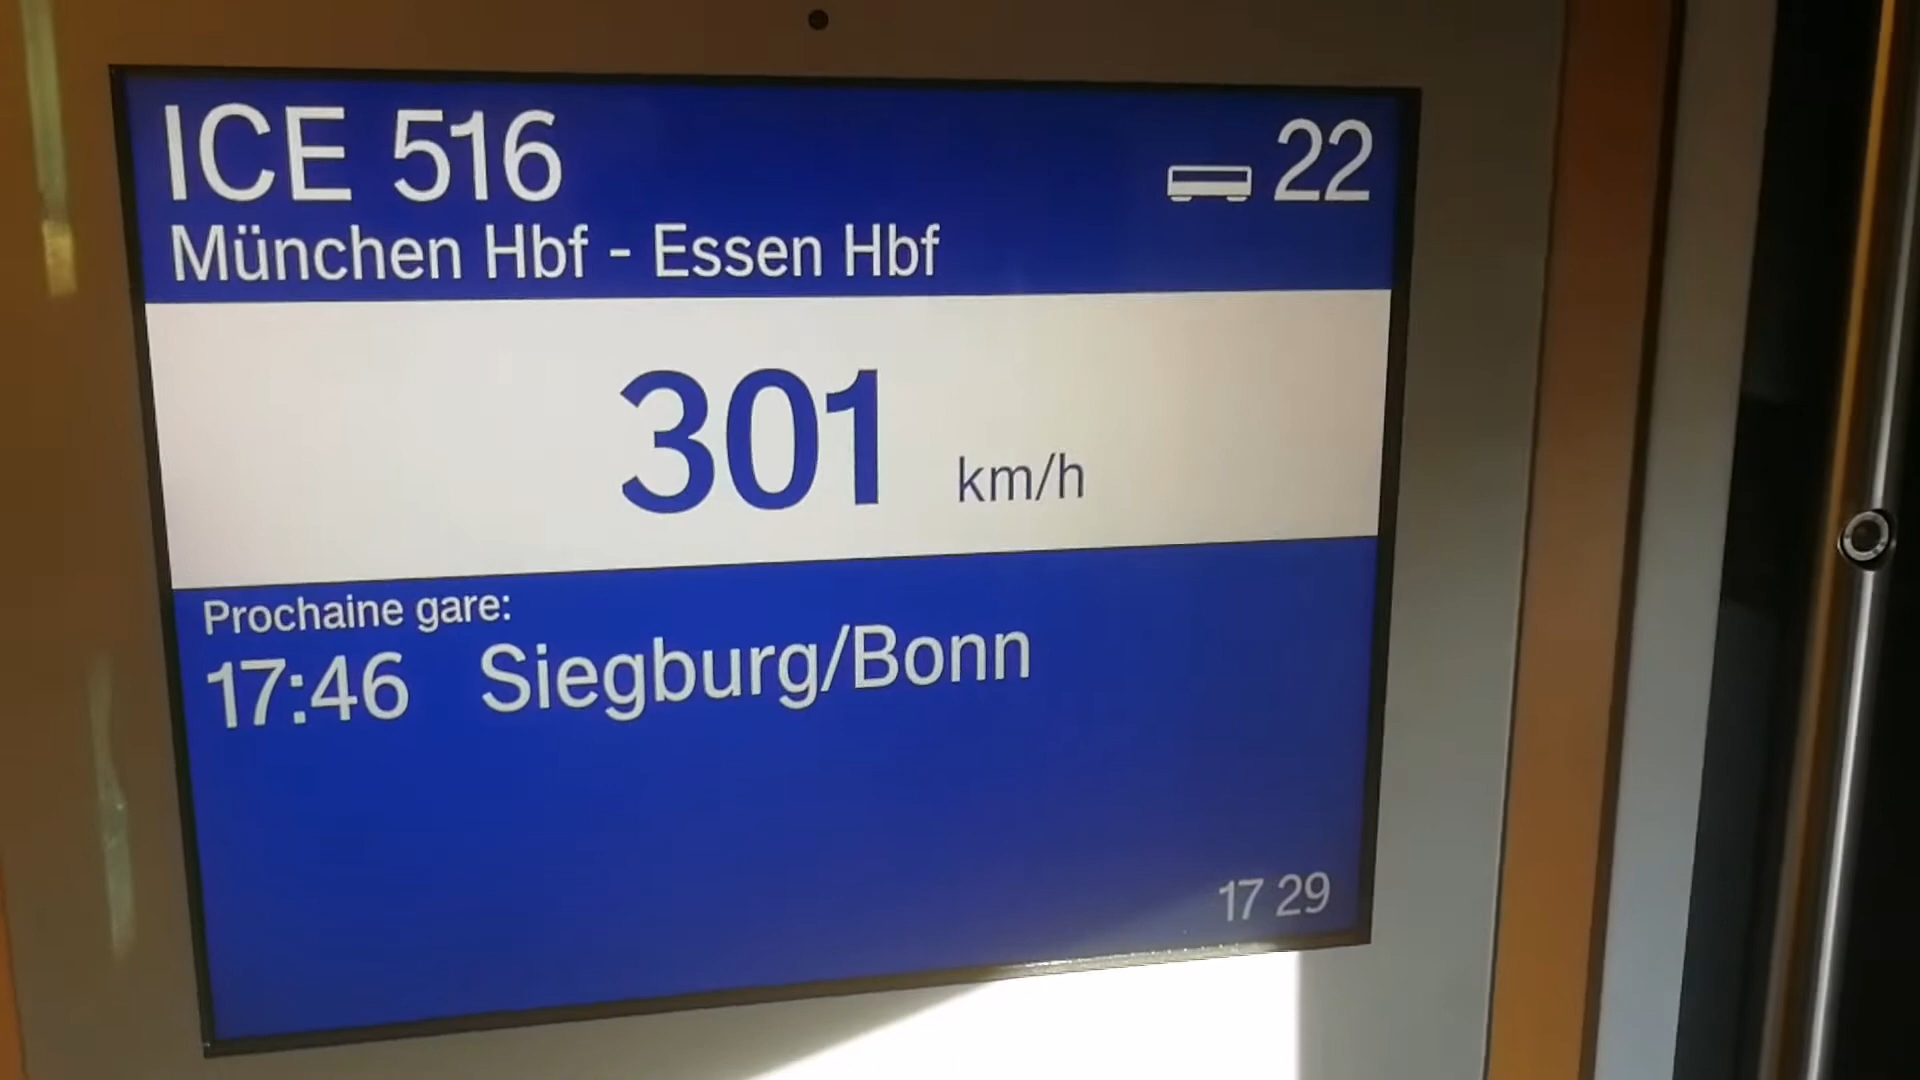 ICE 516
22
München Hbf - Essen Hbf
301 km/h
Prochaine gare:
17:46 Siegburg/Bonn
17 29